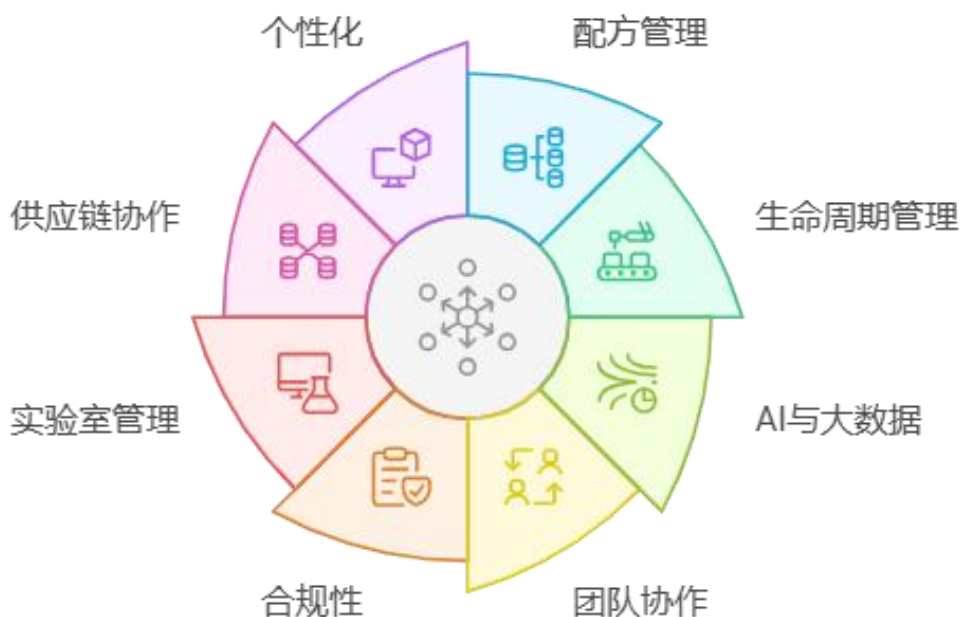 个性化
配方管理
供应链协作
生命周期管理
实验室管理
AI与大数据
合规性
团队协作